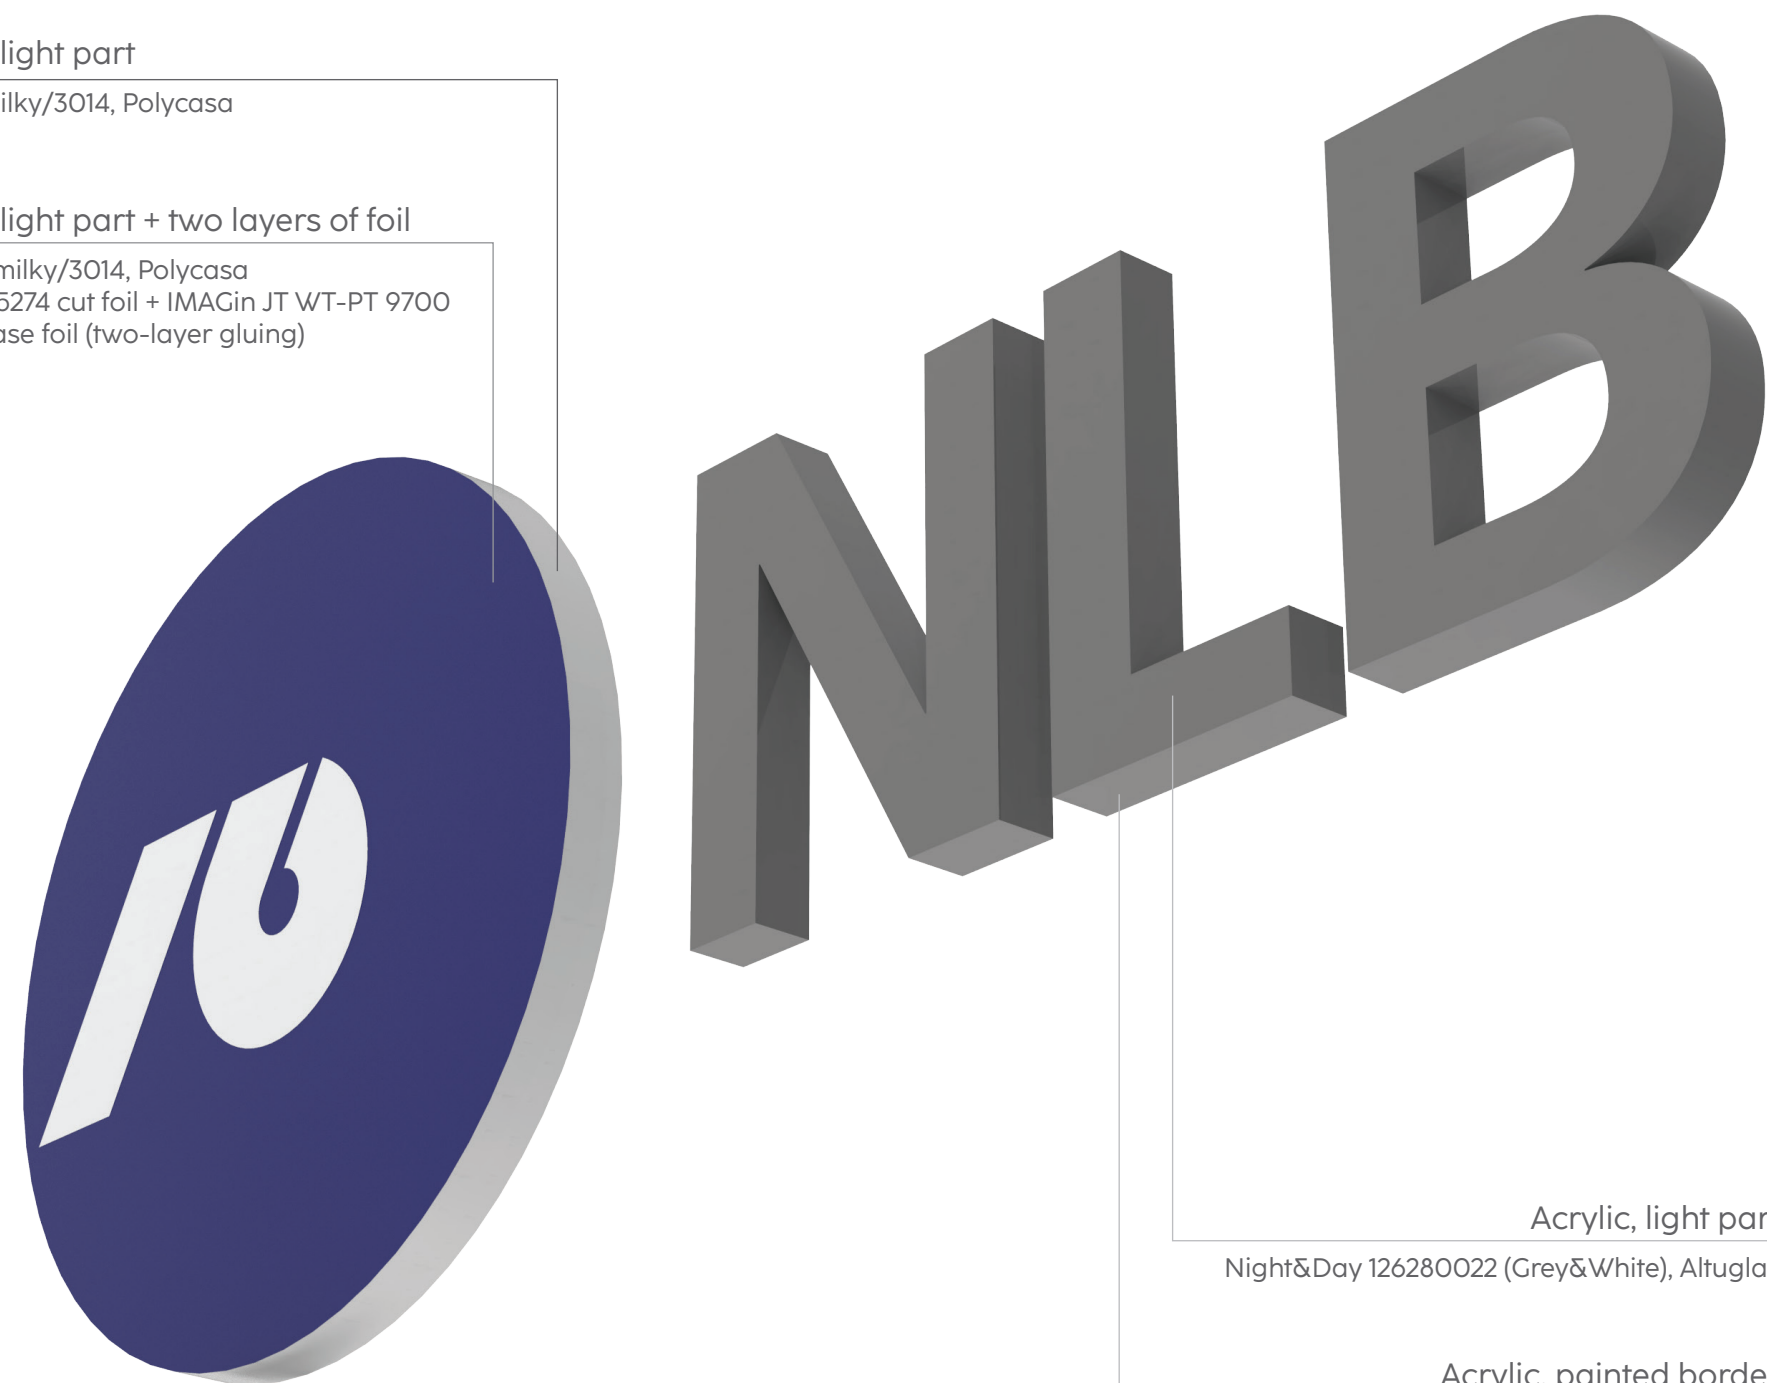 light part
ilky/3014, Polycasa
light part + two layers of foil
milky/3014, Polycasa
5274 cut foil + IMAGin JT WT-PT 9700
ase foil (two-layer gluing)
NLB
Acrylic, light par
Night&Day 126280022 (Grey&White), Altugla
Acrylic, painted borde